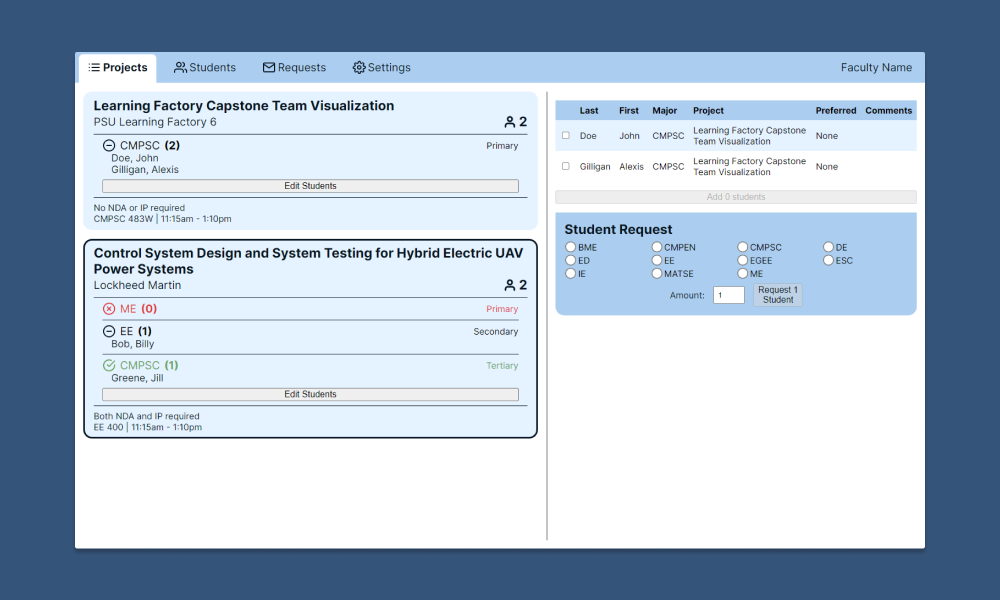 Projects Students Requests Settings Faculty Name
Learning Factory Capstone Team Visualization
PSU Learning Factory 6 2
CMPSC (2) Primary
Doe, John
Gilligan, Alexis
Edit Students
No NDA or IP required
CMPSC 483W | 11:15am - 1:10pm
Control System Design and System Testing for Hybrid Electric UAV
Power Systems
Lockheed Martin 2
ME (0) Primary
EE (1) Secondary
Bob, Billy
CMPSC (1) Tertiary
Greene, Jill
Edit Students
Both NDA and IP required
EE 400 | 11:15am - 1:10pm
Last First Major Project Preferred Comments
Doe John CMPSC Learning Factory Capstone
Team Visualization None
Gilligan Alexis CMPSC Learning Factory Capstone
Team Visualization None
Add 0 students
Student Request
BME CMPEN CMPSC DE
ED EE EGEE ESC
IE MATSE ME
Amount: 1 Request 1
Student